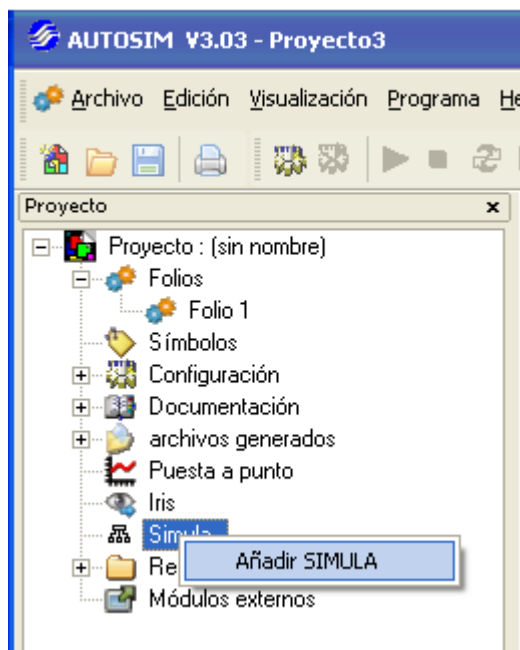 AUTOSIM V3.03 - Proyecto3
Archivo Edición Visualización Programa He
Proyecto
Proyecto : (sin nombre)
Folios
Folio 1
Símbolos
Configuración
Documentación
archivos generados
Puesta a punto
Iris
Simula
Añadir SIMULA
Re
Módulos externos